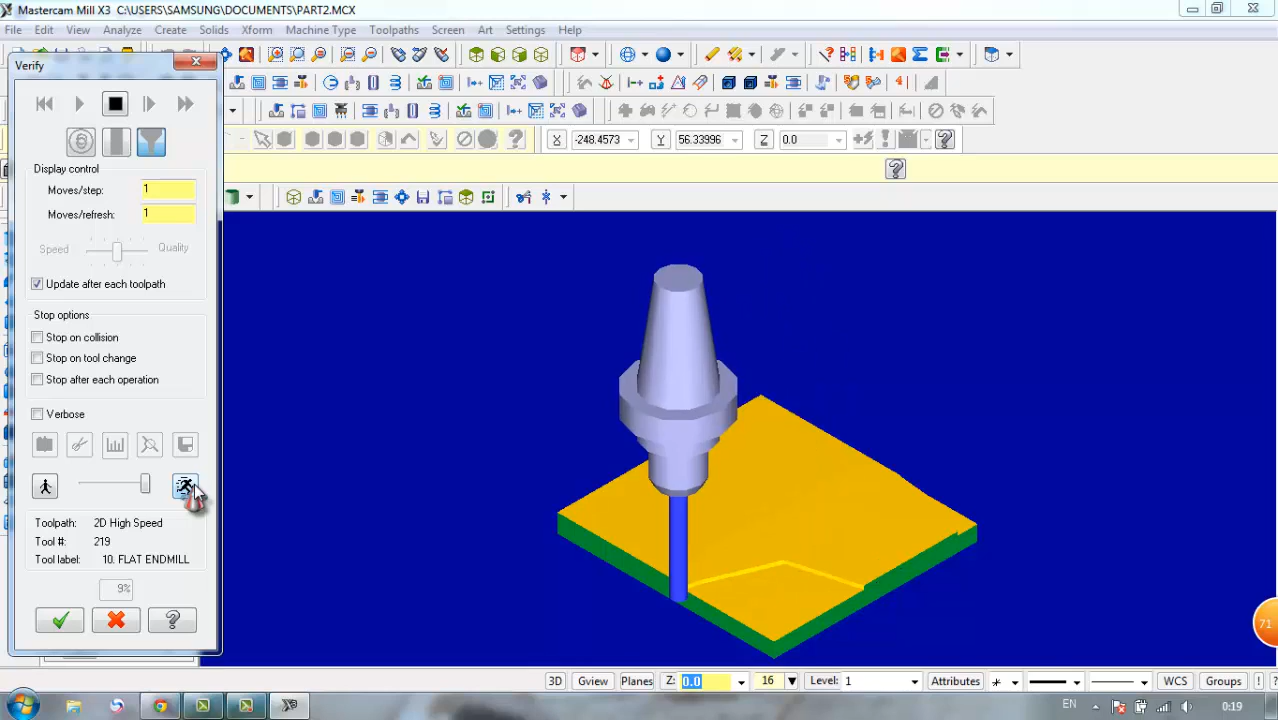 Mastercam Mill X3 C:\USERS\SAMSUNG\DOCUMENTS\PART2.MCX
File Edit View Analyze Create Solids Xform Machine Type Toolpaths Screen Art Settings Help
Verify
X -248.4573 Y 56.33996 Z 0.0
Display control
Moves/step: 1
Moves/refresh: 1
Speed Quality
Update after each toolpath
Stop options
Stop on collision
Stop on tool change
Stop after each operation
Verbose
Toolpath: 2D High Speed
Tool #: 219
Tool label: 10. FLAT ENDMILL
9%
71
3D Gview Planes Z: 0.0 16 Level: 1 Attributes WCS Groups ! ?
EN 0:19